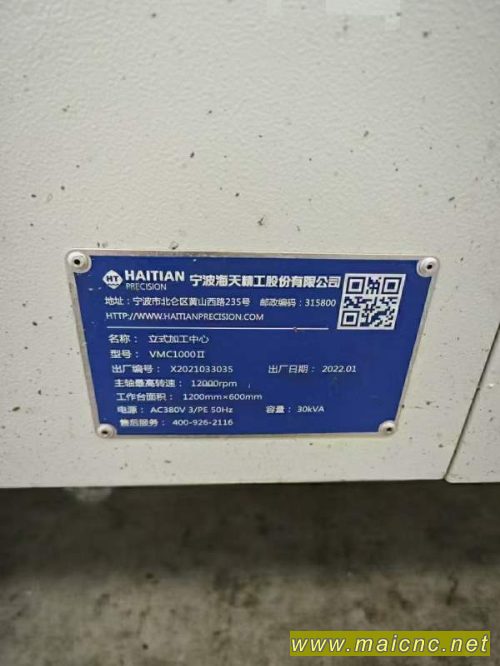 HT HAITIAN PRECISION 宁波海天精工股份有限公司
地址：宁波市北仑区黄山西路235号 邮政编码：315800
HTTP://WWW.HAITIANPRECISION.COM
名称：立式加工中心
型号：VMC1000II
出厂编号：X2021033035 出厂日期：2022.01
主轴最高转速：12000rpm
工作台面积：1200mm×600mm
电源：AC380V 3/PE 50Hz 容量：30kVA
售后服务：400-926-2116
www.maicnc.net